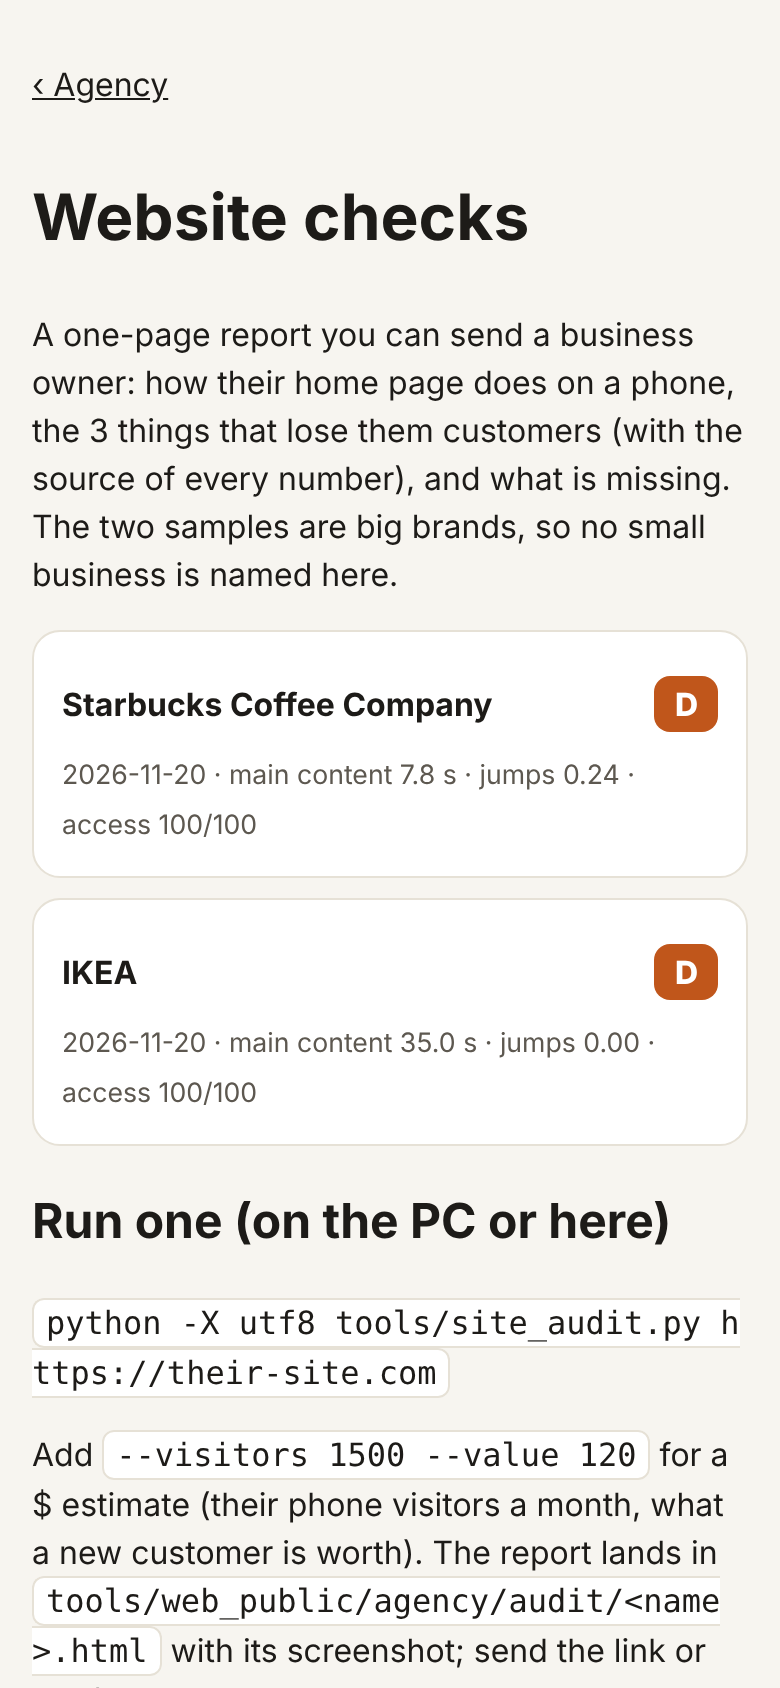 ‹ Agency
Website checks
A one-page report you can send a business
owner: how their home page does on a phone,
the 3 things that lose them customers (with the
source of every number), and what is missing.
The two samples are big brands, so no small
business is named here.
Starbucks Coffee Company
D
2026-11-20 · main content 7.8 s · jumps 0.24 ·
access 100/100
IKEA
D
2026-11-20 · main content 35.0 s · jumps 0.00 ·
access 100/100
Run one (on the PC or here)
python -X utf8 tools/site_audit.py h
ttps://their-site.com
Add --visitors 1500 --value 120 for a
$ estimate (their phone visitors a month, what
a new customer is worth). The report lands in
tools/web_public/agency/audit/<name
>.html with its screenshot; send the link or